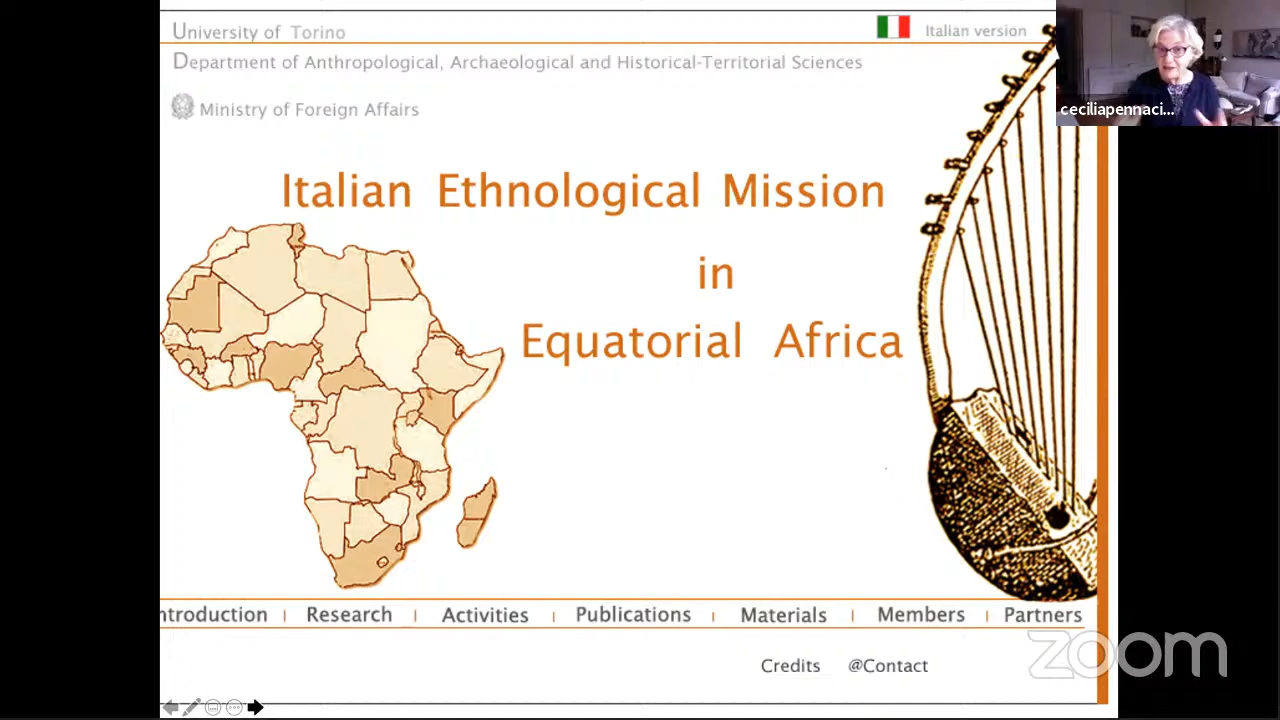 University of Torino
Italian version
Department of Anthropological, Archaeological and Historical-Territorial Sciences
Ministry of Foreign Affairs
ceciliapennaci...
Italian Ethnological Mission
in
Equatorial Africa
ntroduction | Research | Activities | Publications | Materials | Members | Partners
zoom
Credits @Contact